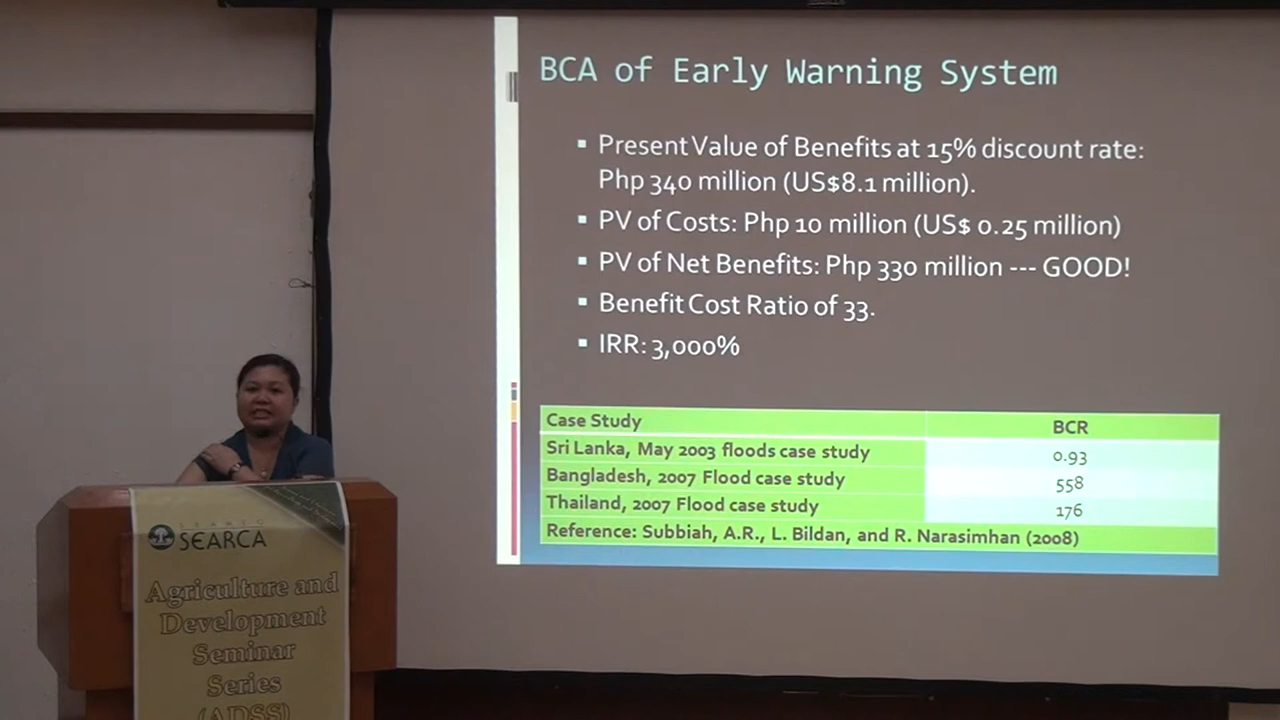 BCA of Early Warning System
▪ Present Value of Benefits at 15% discount rate:
Php 340 million (US$8.1 million).
▪ PV of Costs: Php 10 million (US$ 0.25 million)
▪ PV of Net Benefits: Php 330 million --- GOOD!
▪ Benefit Cost Ratio of 33.
▪ IRR: 3,000%
Case Study BCR
Sri Lanka, May 2003 floods case study 0.93
Bangladesh, 2007 Flood case study 558
Thailand, 2007 Flood case study 176
Reference: Subbiah, A.R., L. Bildan, and R. Narasimhan (2008)
SEAMEO
SEARCA
Agriculture and
Development
Seminar
Series
(ADSS)